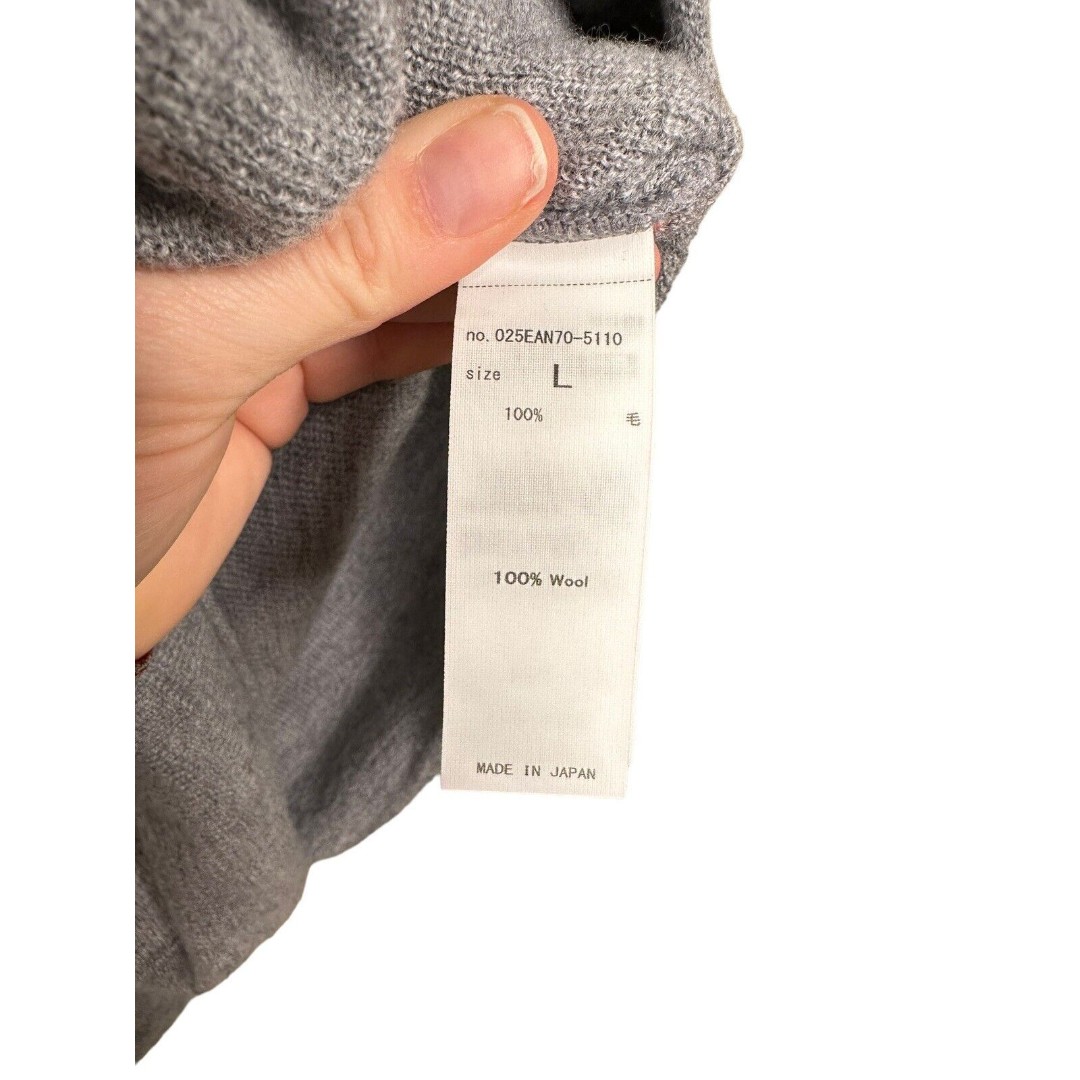 no. 025EAN70-5110
size L
100% 毛
100% Wool
MADE IN JAPAN